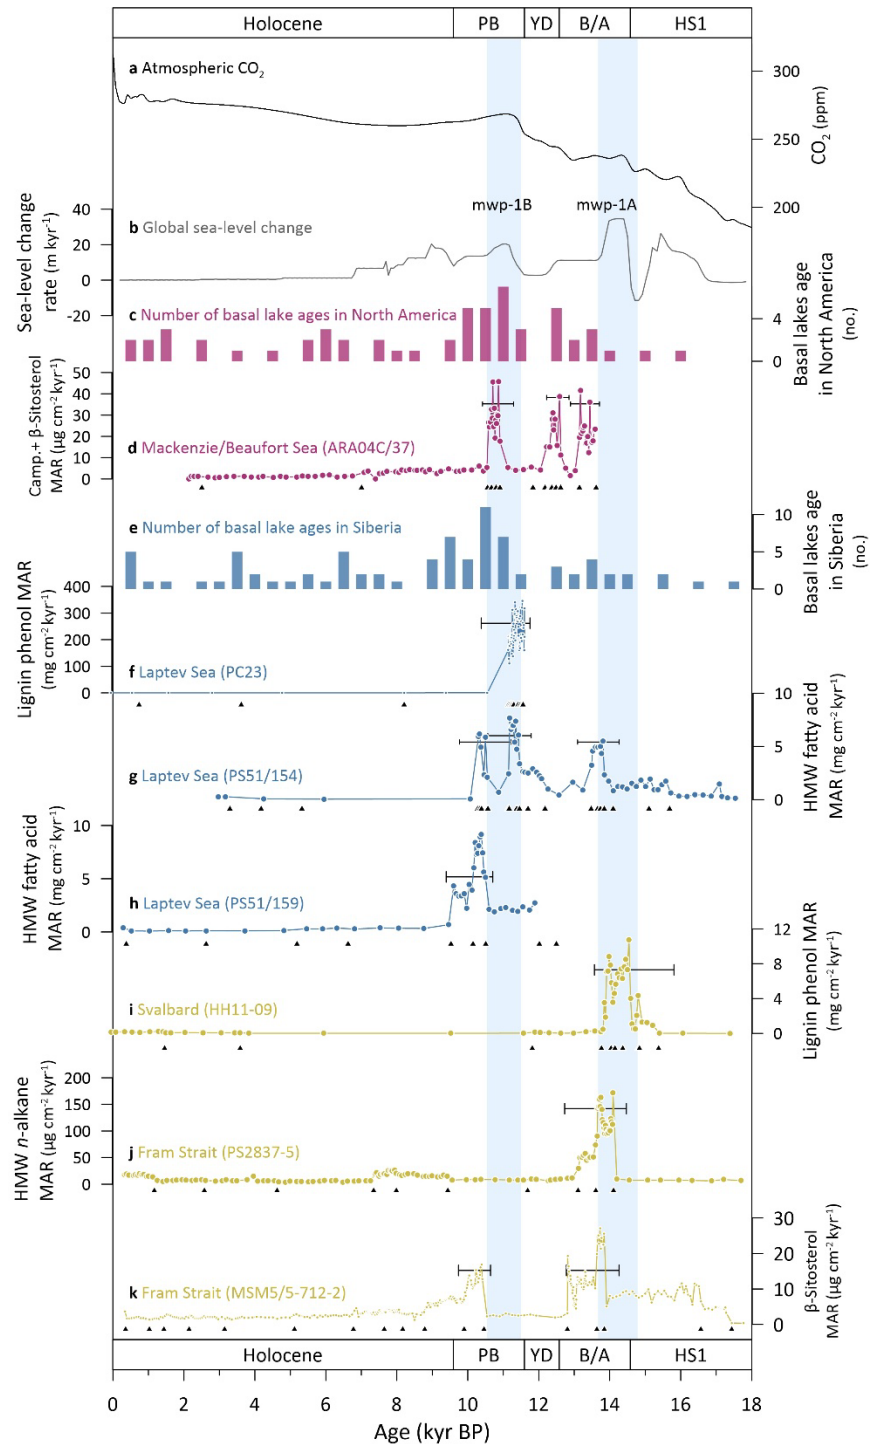 Holocene PB YD B/A HS1
a Atmospheric CO2
300
250
200
CO2 (ppm)
mwp-1B mwp-1A
40
20
0
-20
Sea-level change
rate (m kyr-1)
b Global sea-level change
c Number of basal lake ages in North America
4
0
Basal lakes age
in North America
(no.)
50
40
30
20
10
0
Camp.+ β-Sitosterol
MAR (µg cm-2 kyr-1)
d Mackenzie/Beaufort Sea (ARA04C/37)
e Number of basal lake ages in Siberia
10
5
0
Basal lakes age
in Siberia
(no.)
400
300
200
100
0
Lignin phenol MAR
(mg cm-2 kyr-1)
f Laptev Sea (PC23)
10
5
0
HMW fatty acid
MAR (mg cm-2 kyr-1)
g Laptev Sea (PS51/154)
10
5
0
HMW fatty acid
MAR (mg cm-2 kyr-1)
h Laptev Sea (PS51/159)
12
8
4
0
Lignin phenol MAR
(mg cm-2 kyr-1)
i Svalbard (HH11-09)
200
150
100
50
0
HMW n-alkane
MAR (µg cm-2 kyr-1)
j Fram Strait (PS2837-5)
30
20
10
0
β-Sitosterol
MAR (µg cm-2 kyr-1)
k Fram Strait (MSM5/5-712-2)
Holocene PB YD B/A HS1
0 2 4 6 8 10 12 14 16 18
Age (kyr BP)